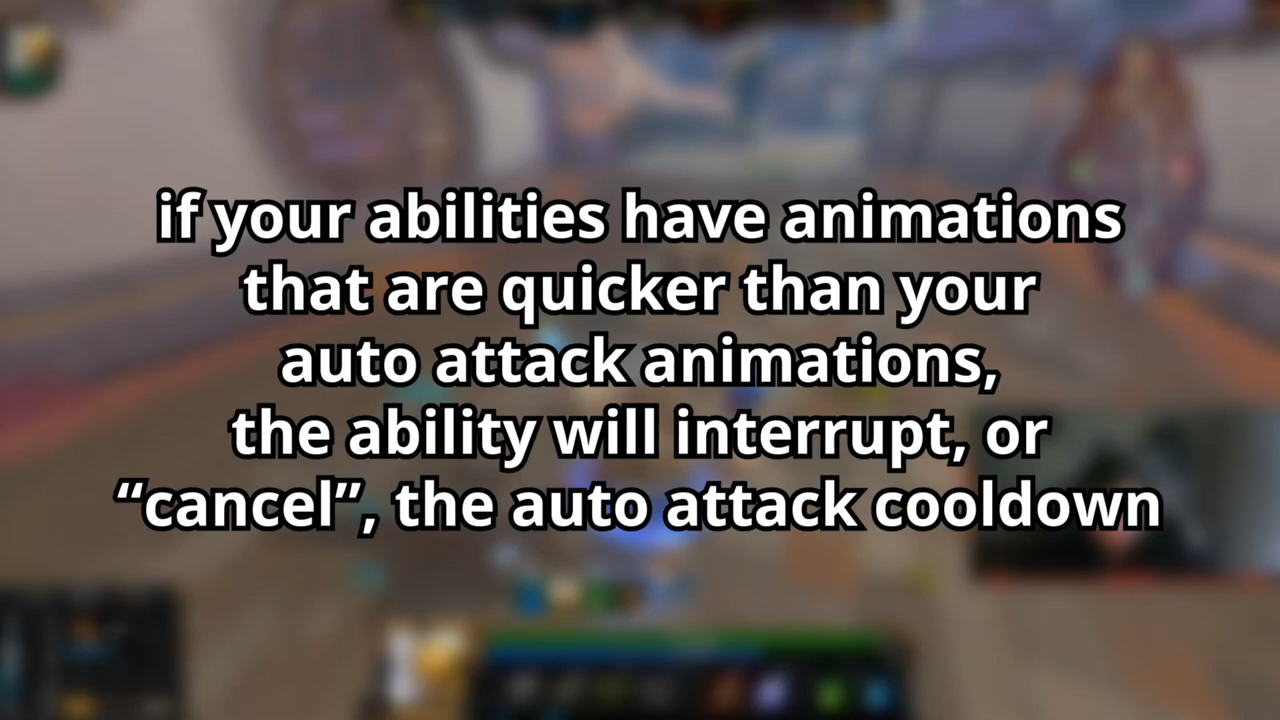 if your abilities have animations
that are quicker than your
auto attack animations,
the ability will interrupt, or
“cancel”, the auto attack cooldown